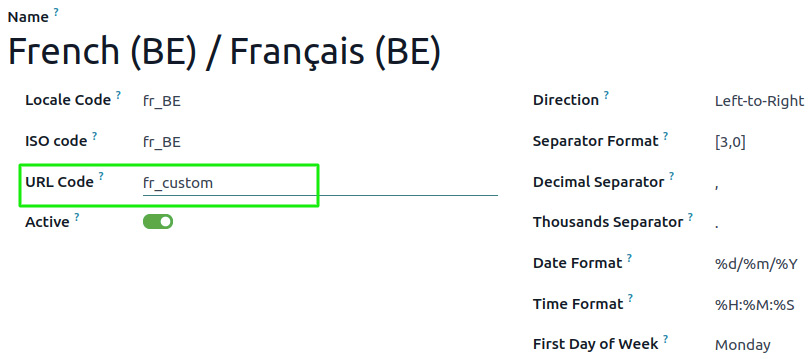 Name ?
French (BE) / Français (BE)
Locale Code ? fr_BE
ISO code ? fr_BE
URL Code ? fr_custom
Active ?
Direction ? Left-to-Right
Separator Format ? [3,0]
Decimal Separator ? ,
Thousands Separator ? .
Date Format ? %d/%m/%Y
Time Format ? %H:%M:%S
First Day of Week ? Monday